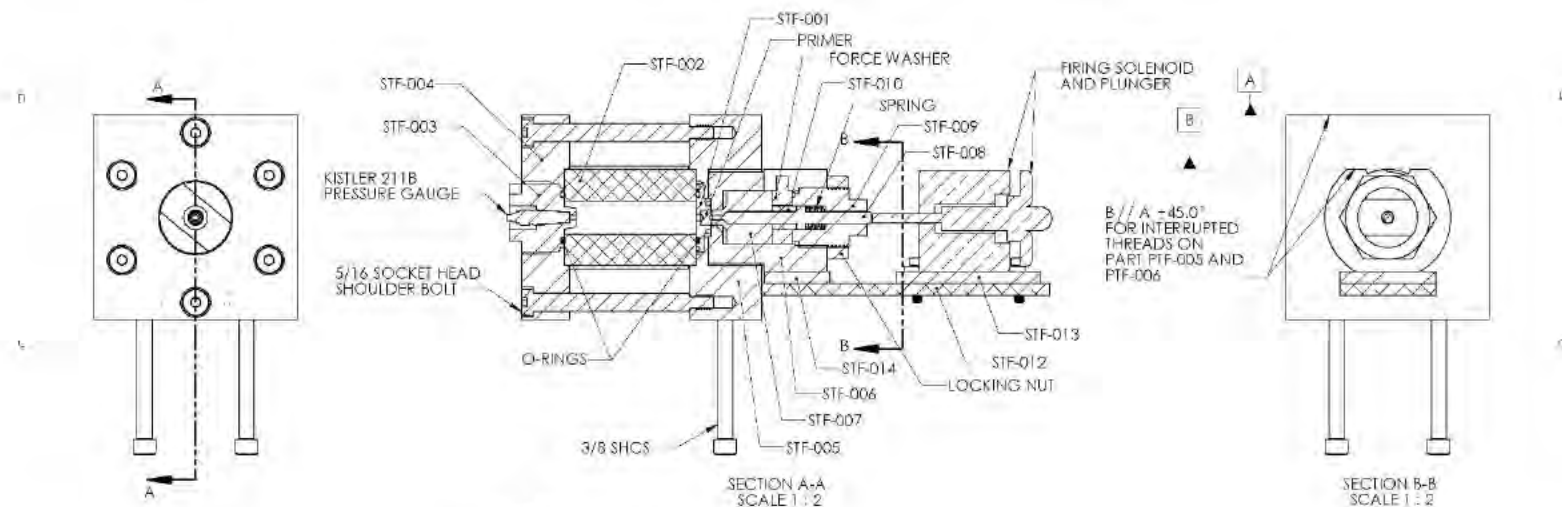 A
A
STF-001
PRIMER
FORCE WASHER
STF-002
STF-010
SPRING
STF-004
STF-003
STF-009
STF-008
B
KISTLER 211B
PRESSURE GAUGE
5/16 SOCKET HEAD
SHOULDER BOLT
O-RINGS
3/8 SHCS
B
STF-013
STF-012
STF-014
LOCKING NUT
STF-006
STF-007
STF-005
SECTION A-A
SCALE 1 : 2
FIRING SOLENOID
AND PLUNGER
A
B
B // A ±45.0°
FOR INTERRUPTED
THREADS ON
PART PTF-005 AND
PTF-006
SECTION B-B
SCALE 1 : 2